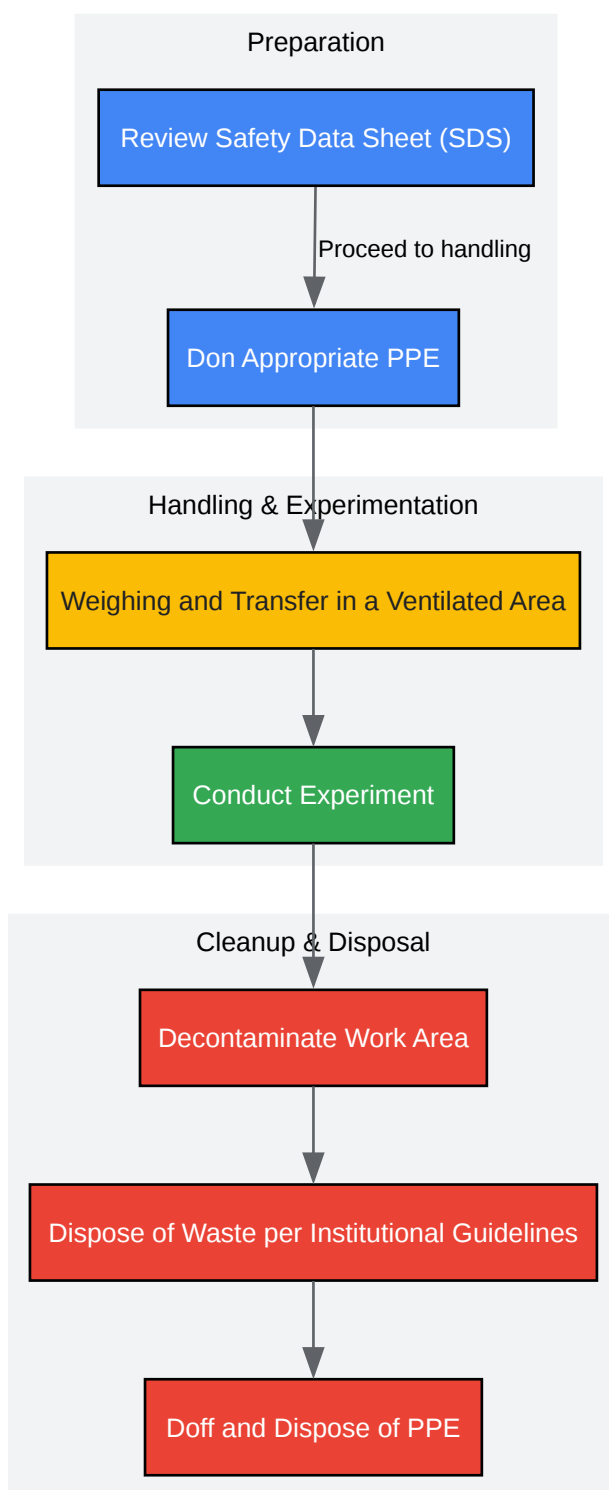 Preparation
Review Safety Data Sheet (SDS)
Proceed to handling
Don Appropriate PPE
Handling & Experimentation
Weighing and Transfer in a Ventilated Area
Conduct Experiment
Cleanup & Disposal
Decontaminate Work Area
Dispose of Waste per Institutional Guidelines
Doff and Dispose of PPE